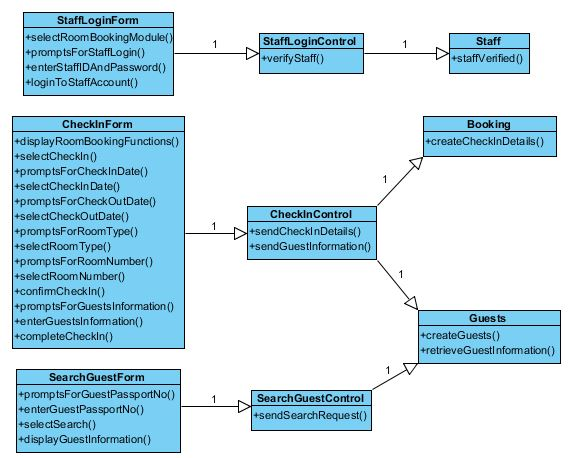 StaffLoginForm
+selectRoomBookingModule()
+promptsForStaffLogin()
+enterStaffIDAndPassword()
+loginToStaffAccount()
1
StaffLoginControl
+verifyStaff()
1
Staff
+staffVerified()
CheckInForm
+displayRoomBookingFunctions()
+selectCheckIn()
+promptsForCheckInDate()
+selectCheckInDate()
+promptsForCheckOutDate()
+selectCheckOutDate()
+promptsForRoomType()
+selectRoomType()
+promptsForRoomNumber()
+selectRoomNumber()
+confirmCheckIn()
+promptsForGuestsInformation()
+enterGuestsInformation()
+completeCheckIn()
1
CheckInControl
+sendCheckInDetails()
+sendGuestInformation()
1
Booking
+createCheckInDetails()
1
Guests
+createGuests()
+retrieveGuestInformation()
SearchGuestForm
+promptsForGuestPassportNo()
+enterGuestPassportNo()
+selectSearch()
+displayGuestInformation()
1
SearchGuestControl
+sendSearchRequest()
1